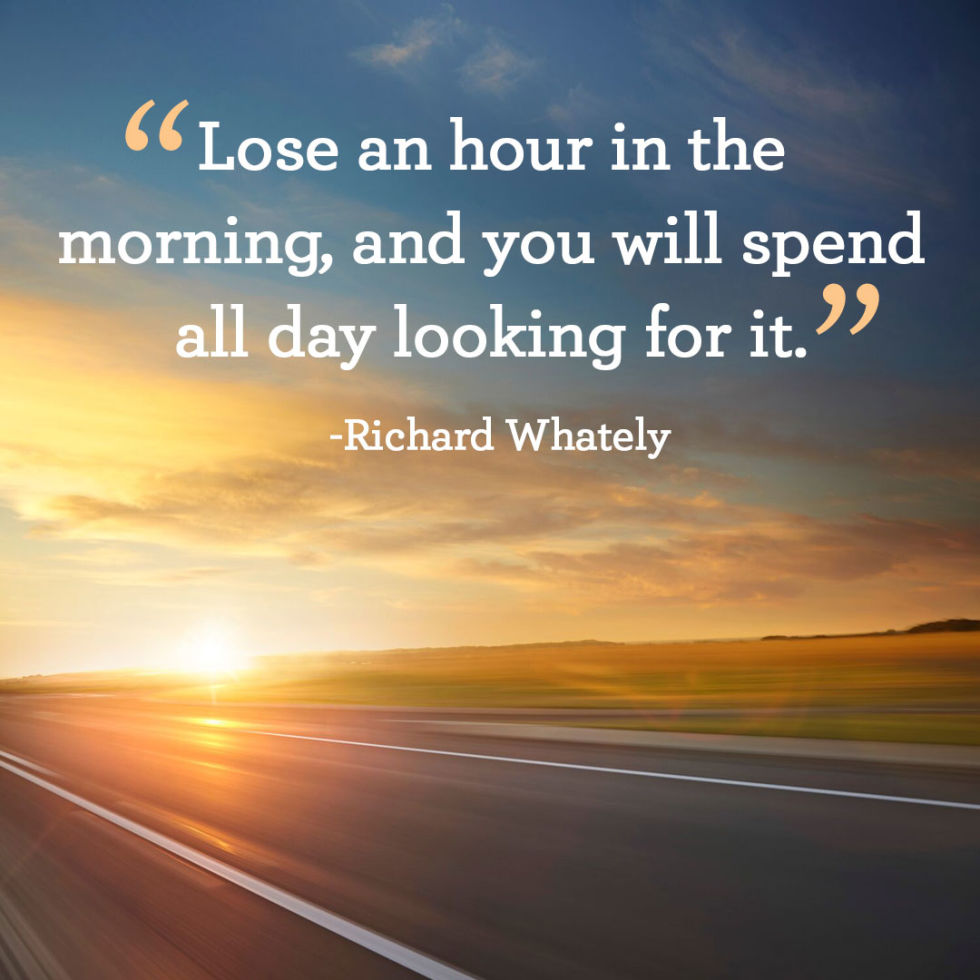 “Lose an hour in the
morning, and you will spend
all day looking for it.”
-Richard Whately